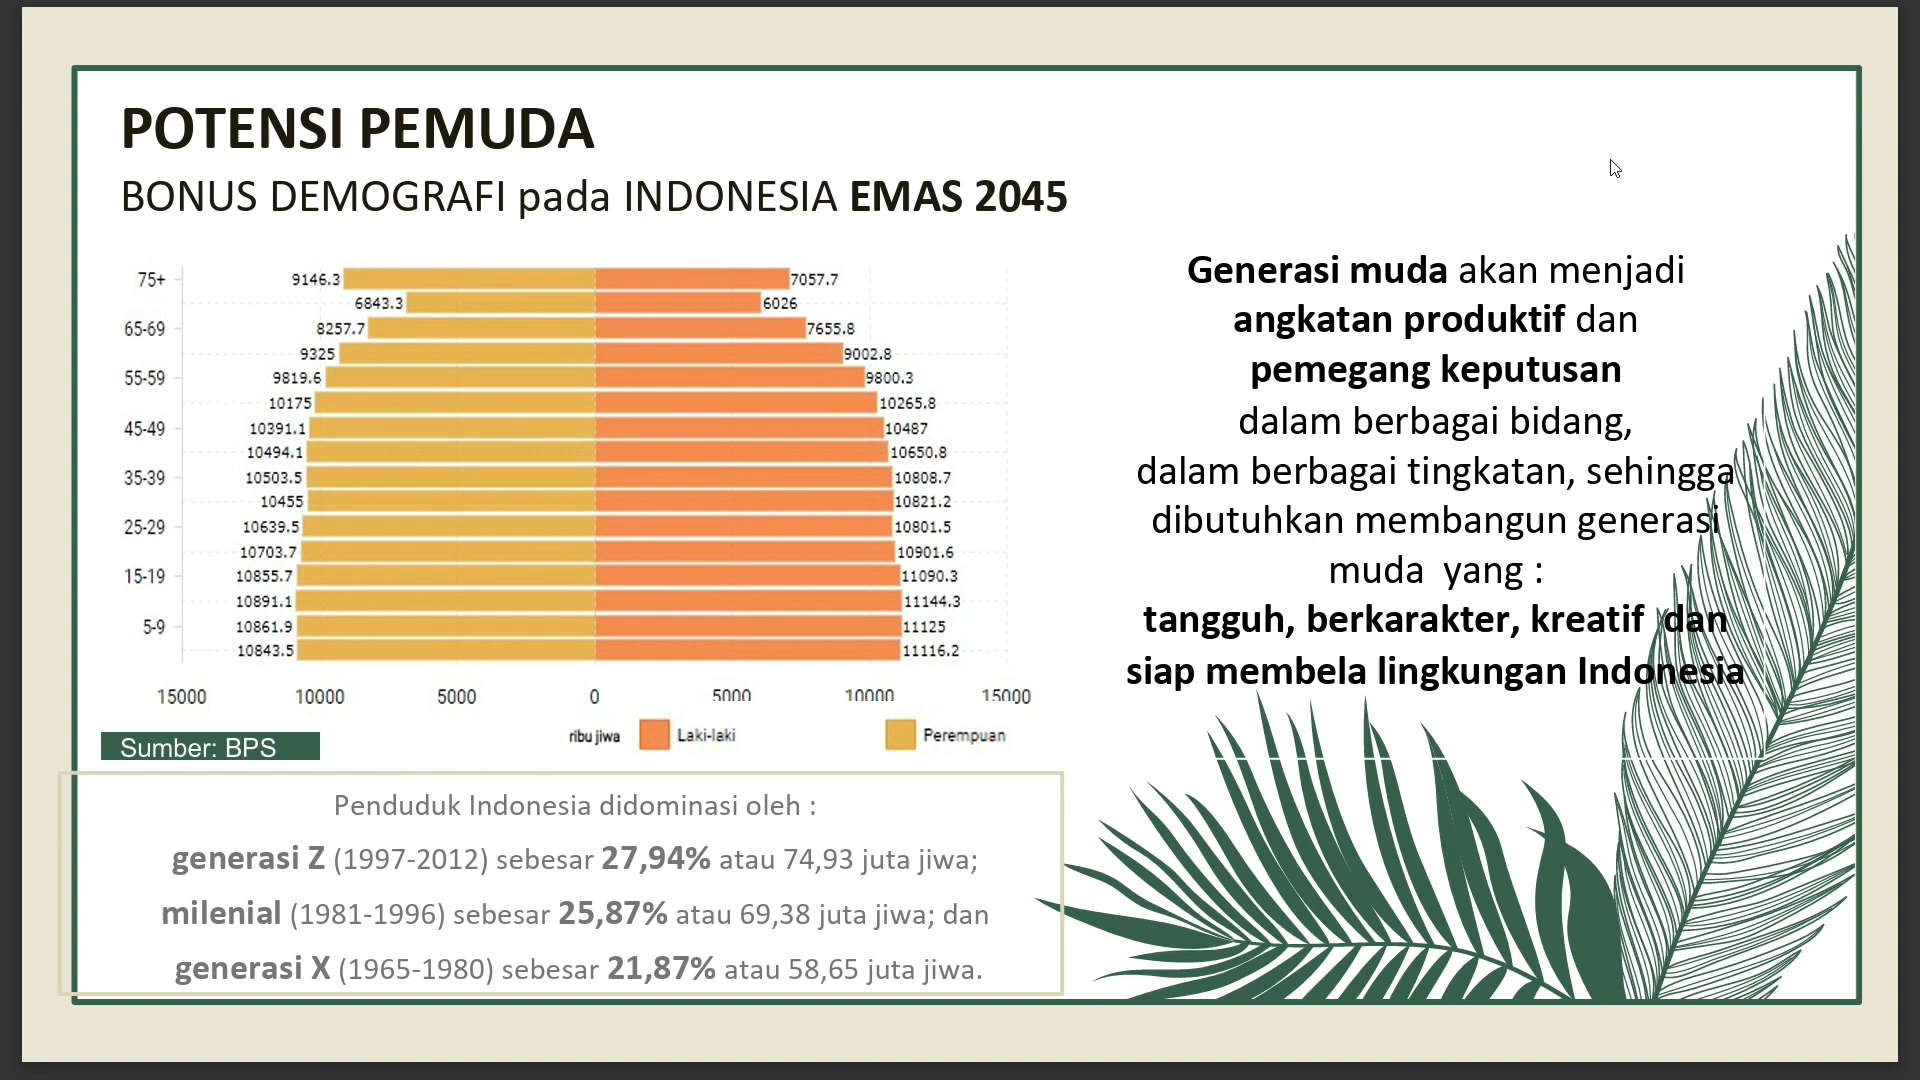 POTENSI PEMUDA
BONUS DEMOGRAFI pada INDONESIA EMAS 2045
75+ 9146.3 7057.7
6843.3 6026
65-69 8257.7 7655.8
9325 9002.8
55-59 9819.6 9800.3
10175 10265.8
45-49 10391.1 10487
10494.1 10650.8
35-39 10503.5 10808.7
10455 10821.2
25-29 10639.5 10801.5
10703.7 10901.6
15-19 10855.7 11090.3
10891.1 11144.3
5-9 10861.9 11125
10843.5 11116.2
15000 10000 5000 0 5000 10000 15000
ribu jiwa Laki-laki Perempuan
Sumber: BPS
Penduduk Indonesia didominasi oleh :
generasi Z (1997-2012) sebesar 27,94% atau 74,93 juta jiwa;
milenial (1981-1996) sebesar 25,87% atau 69,38 juta jiwa; dan
generasi X (1965-1980) sebesar 21,87% atau 58,65 juta jiwa.
Generasi muda akan menjadi
angkatan produktif dan
pemegang keputusan
dalam berbagai bidang,
dalam berbagai tingkatan, sehingga
dibutuhkan membangun generasi
muda yang :
tangguh, berkarakter, kreatif dan
siap membela lingkungan Indonesia